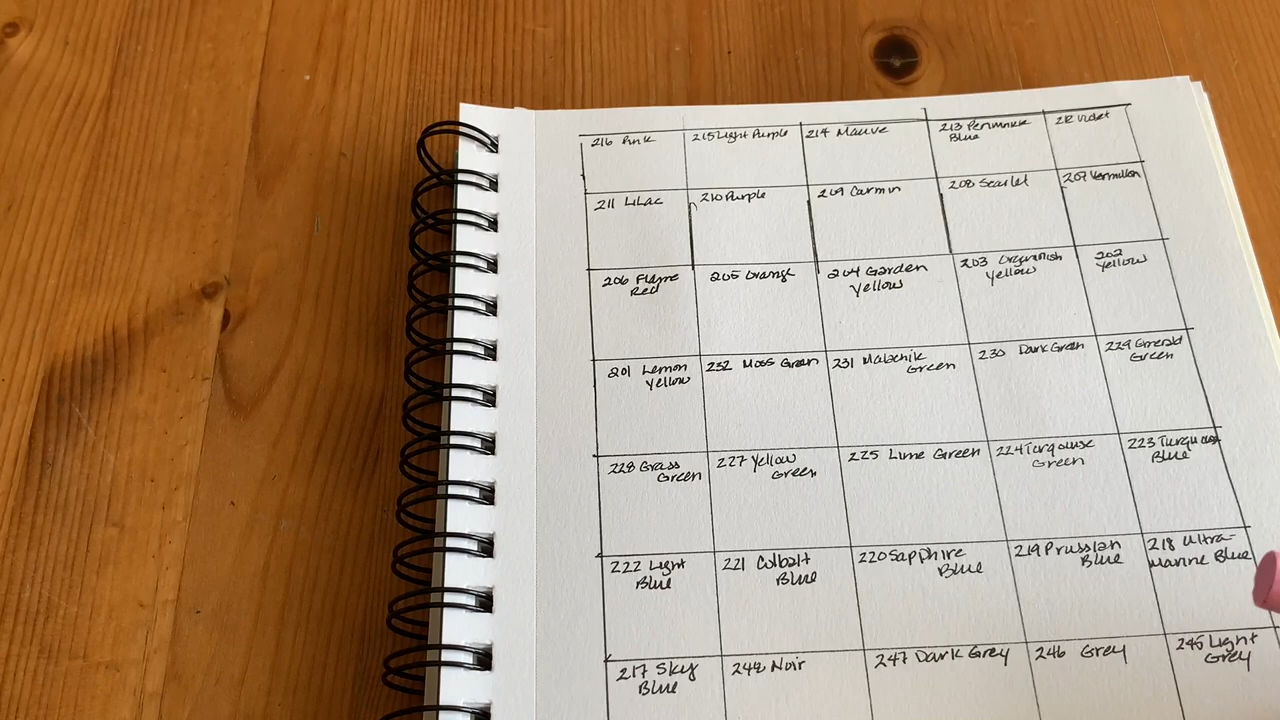 216 Pink
215 Light Purple
214 Mauve
213 Periwinkle
Blue
212 Violet
211 Lilac
210 Purple
209 Carmin
208 Scarlet
207 Vermillon
206 Flame
Red
205 Orange
204 Garden
Yellow
203 Organish
Yellow
202
Yellow
201 Lemon
Yellow
232 Moss Green
231 Malachik
Green
230 Dark Green
229 Emerald
Green
228 Grass
Green
227 Yellow
Green
225 Lime Green
224 Turquoise
Green
223 Turquoise
Blue
222 Light
Blue
221 Colbalt
Blue
220 Sapphire
Blue
219 Prussian
Blue
218 Ultra-
marine Blue
217 Sky
Blue
248 Noir
247 Dark Grey
246 Grey
245 Light
Grey